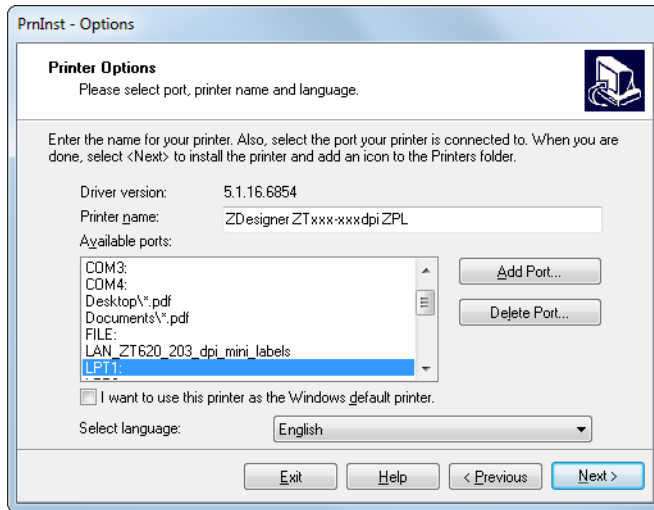 PrnInst - Options
Printer Options
Please select port, printer name and language.
Enter the name for your printer. Also, select the port your printer is connected to. When you are
done, select <Next> to install the printer and add an icon to the Printers folder.
Driver version: 5.1.16.6854
Printer name: ZDesigner ZTxxx-xxxdpi ZPL
Available ports:
COM3:
COM4:
Desktop\*.pdf
Documents\*.pdf
FILE:
LAN_ZT620_203_dpi_mini_labels
LPT1:
Add Port...
Delete Port...
I want to use this printer as the Windows default printer.
Select language: English
Exit Help < Previous Next >